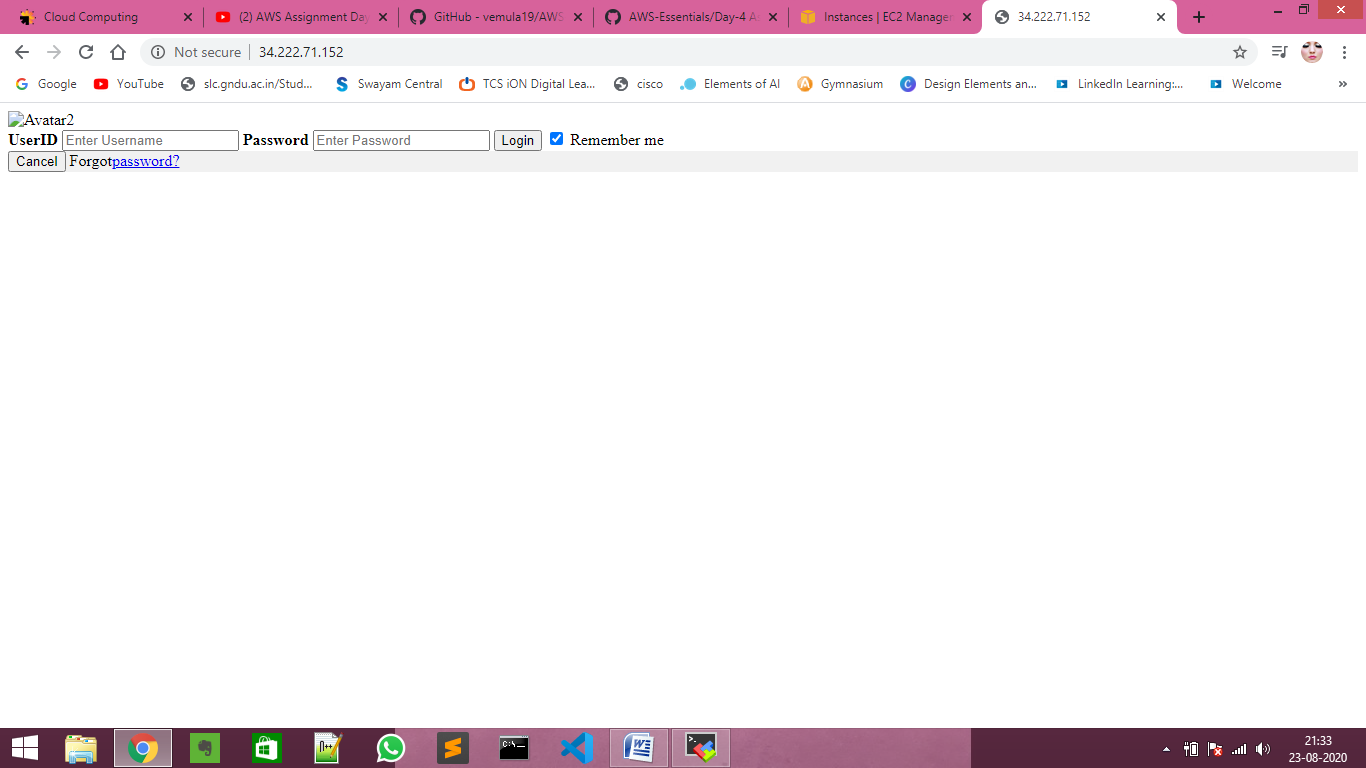 Cloud Computing
(2) AWS Assignment Day
GitHub - vemula19/AWS
AWS-Essentials/Day-4 A
Instances | EC2 Manage
34.222.71.152
Not secure | 34.222.71.152
Google YouTube slc.gndu.ac.in/Stud... Swayam Central TCS iON Digital Lea... cisco Elements of AI Gymnasium Design Elements an... LinkedIn Learning:... Welcome »
Avatar2
UserID Enter Username Password Enter Password Login Remember me
Cancel Forgotpassword?
21:33
23-08-2020